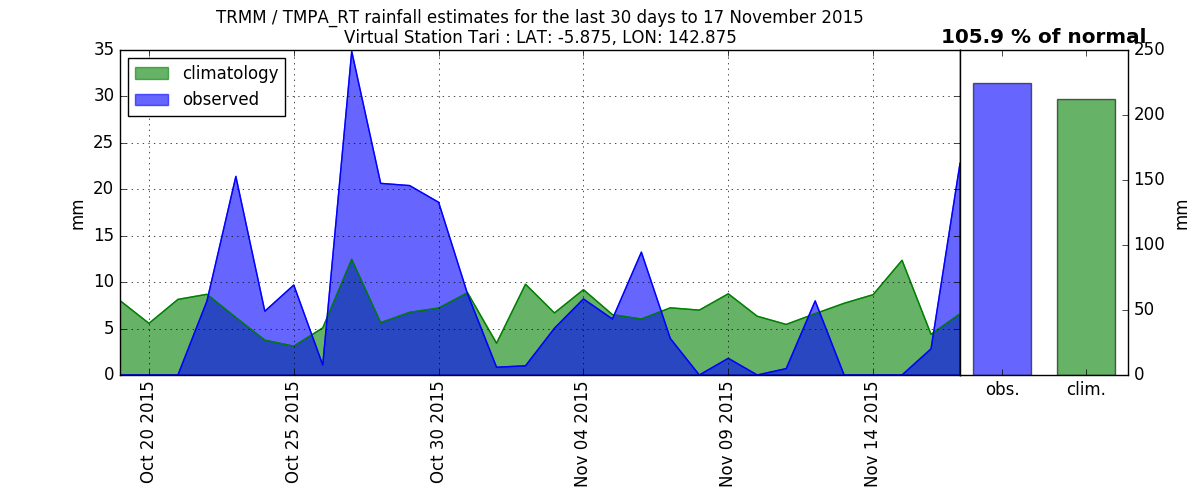 TRMM / TMPA_RT rainfall estimates for the last 30 days to 17 November 2015
Virtual Station Tari : LAT: -5.875, LON: 142.875
105.9 % of normal
climatology
observed
35
30
25
20
15
10
5
0
mm
Oct 20 2015
Oct 25 2015
Oct 30 2015
Nov 04 2015
Nov 09 2015
Nov 14 2015
250
200
150
100
50
0
mm
obs.
clim.